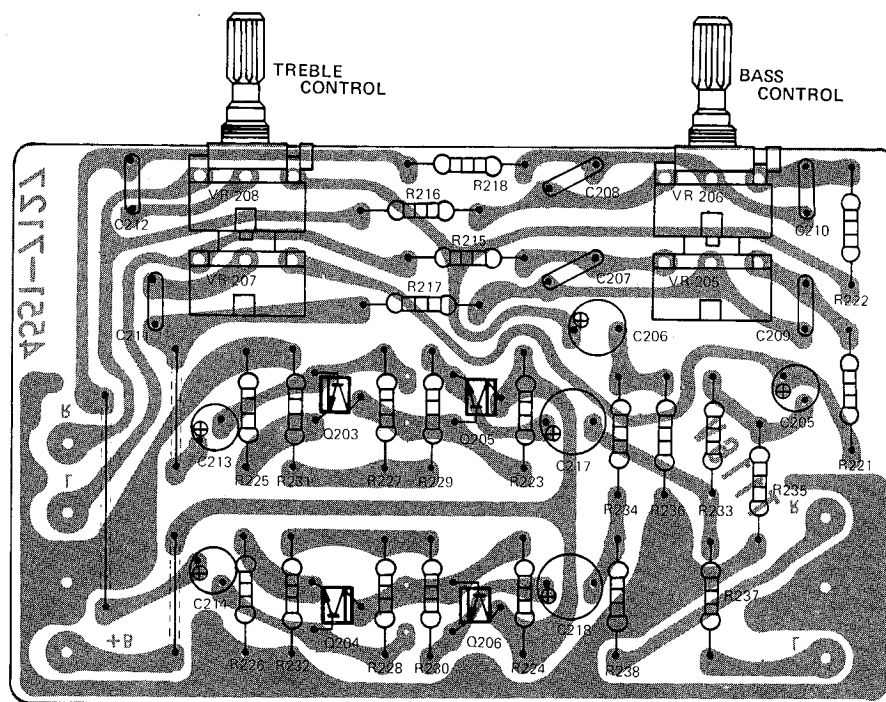 TREBLE
CONTROL
BASS
CONTROL
4551-7127
VR 208
R218
C208
VR 206
C212
R216
C210
R215
VR 207
C207
VR 205
R217
R222
C211
C206
C209
R
Q203
Q205
C205
C213
C217
R221
L
R225
R231
R227
R229
R223
R234
R236
R233
R235
R
C214
R237
+B
Q204
Q206
C218
L
R226
R232
R228
R230
R224
R238